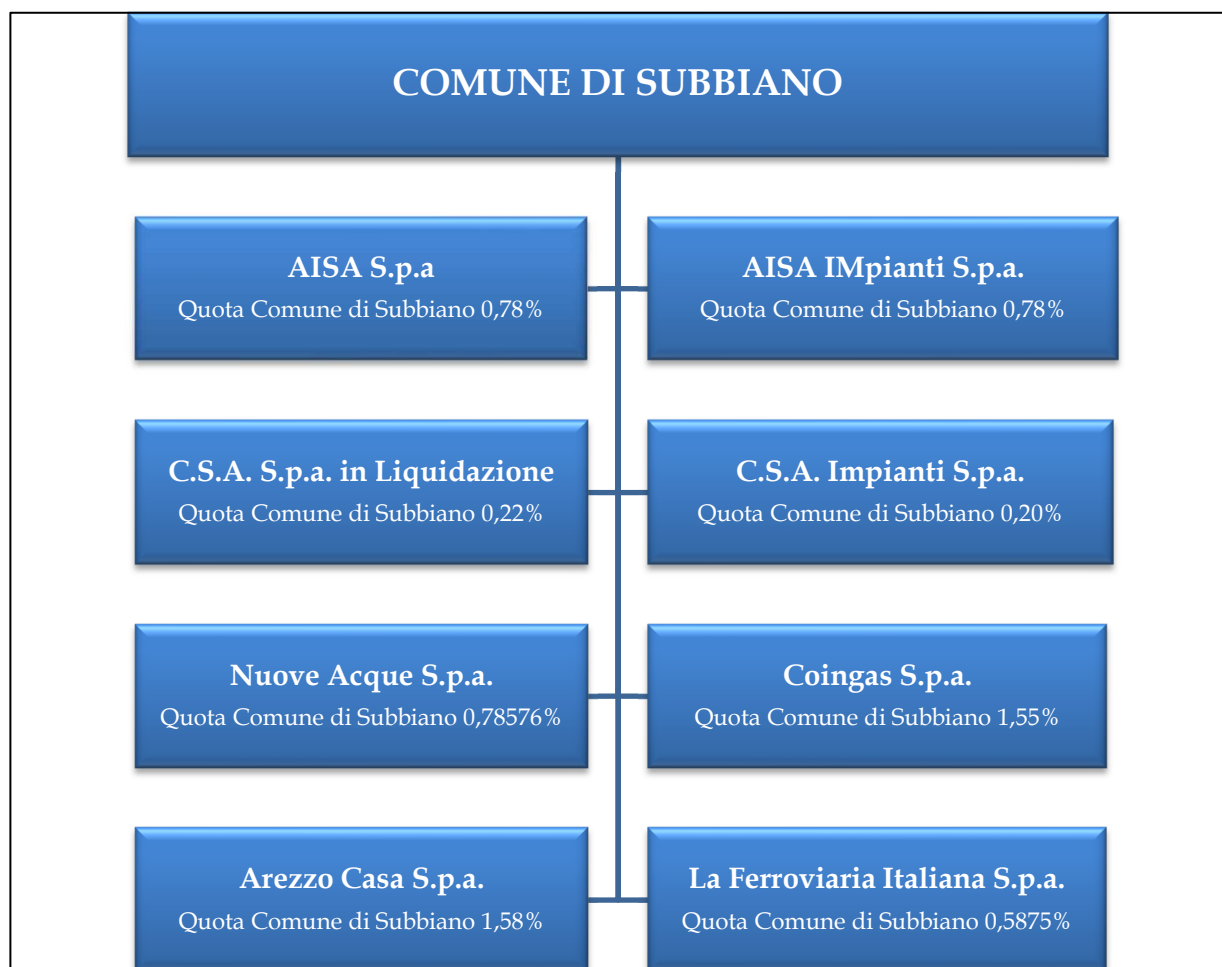 COMUNE DI SUBBIANO
AISA S.p.a
Quota Comune di Subbiano 0,78%
AISA IMpianti S.p.a.
Quota Comune di Subbiano 0,78%
C.S.A. S.p.a. in Liquidazione
Quota Comune di Subbiano 0,22%
C.S.A. Impianti S.p.a.
Quota Comune di Subbiano 0,20%
Nuove Acque S.p.a.
Quota Comune di Subbiano 0,78576%
Coingas S.p.a.
Quota Comune di Subbiano 1,55%
Arezzo Casa S.p.a.
Quota Comune di Subbiano 1,58%
La Ferroviaria Italiana S.p.a.
Quota Comune di Subbiano 0,5875%